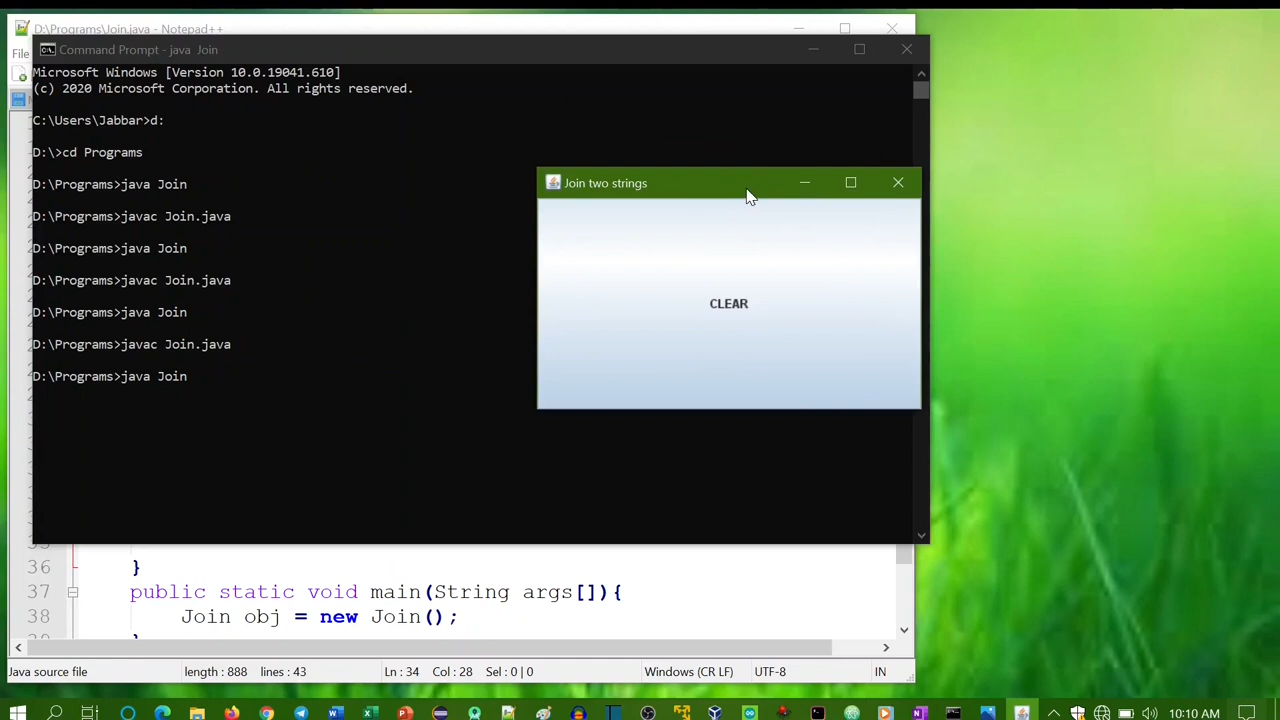 D:\Programs\Join.java - Notepad++
File
Command Prompt - java Join
Microsoft Windows [Version 10.0.19041.610]
(c) 2020 Microsoft Corporation. All rights reserved.
C:\Users\Jabbar>d:
D:\>cd Programs
D:\Programs>java Join
D:\Programs>javac Join.java
D:\Programs>java Join
D:\Programs>javac Join.java
D:\Programs>java Join
D:\Programs>javac Join.java
D:\Programs>java Join
Join two strings
CLEAR
36 }
37 public static void main(String args[]){
38 Join obj = new Join();
Java source file length : 888 lines : 43 Ln : 34 Col : 28 Sel : 0 | 0 Windows (CR LF) UTF-8 IN
10:10 AM